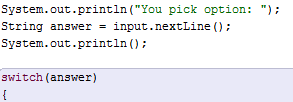 System.out.println("You pick option: ");
String answer = input.nextLine();
System.out.println();
switch(answer)
{